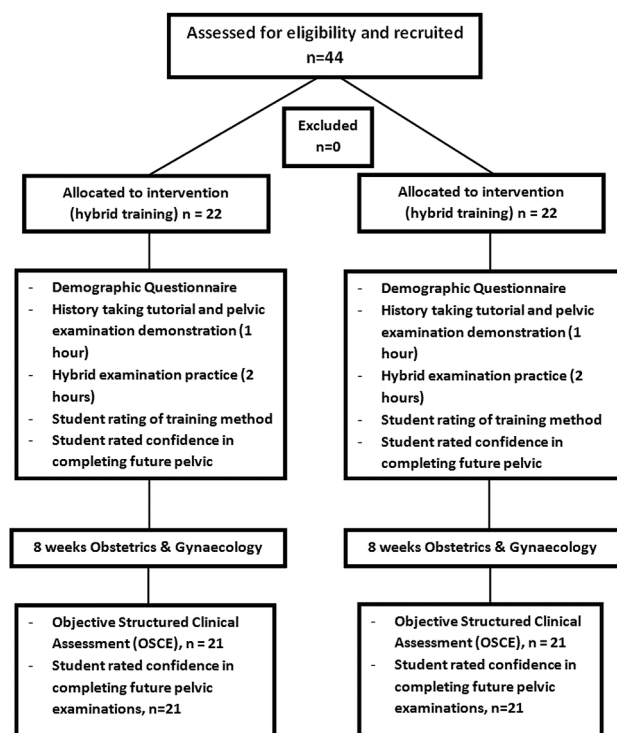 Assessed for eligibility and recruited
n=44
Excluded
n=0
Allocated to intervention
(hybrid training) n = 22
Allocated to intervention
(hybrid training) n = 22
- Demographic Questionnaire
- History taking tutorial and pelvic
examination demonstration (1
hour)
- Hybrid examination practice (2
hours)
- Student rating of training method
- Student rated confidence in
completing future pelvic
- Demographic Questionnaire
- History taking tutorial and pelvic
examination demonstration (1
hour)
- Hybrid examination practice (2
hours)
- Student rating of training method
- Student rated confidence in
completing future pelvic
8 weeks Obstetrics & Gynaecology
8 weeks Obstetrics & Gynaecology
- Objective Structured Clinical
Assessment (OSCE), n = 21
- Student rated confidence in
completing future pelvic
examinations, n=21
- Objective Structured Clinical
Assessment (OSCE), n = 21
- Student rated confidence in
completing future pelvic
examinations, n=21